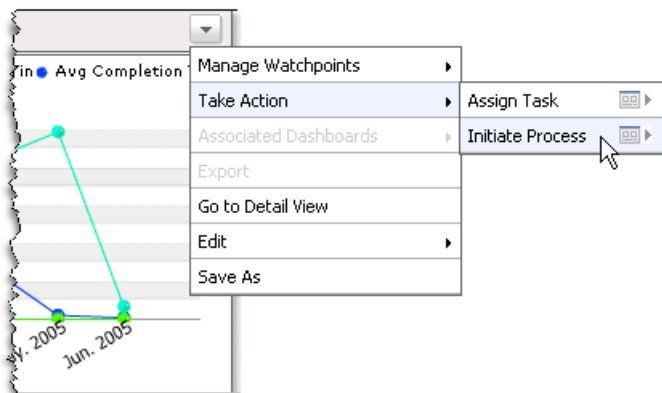 Avg Completion
Manage Watchpoints
Take Action
Assign Task
Associated Dashboards
Initiate Process
Export
Go to Detail View
Edit
Save As
2005
Jun. 2005